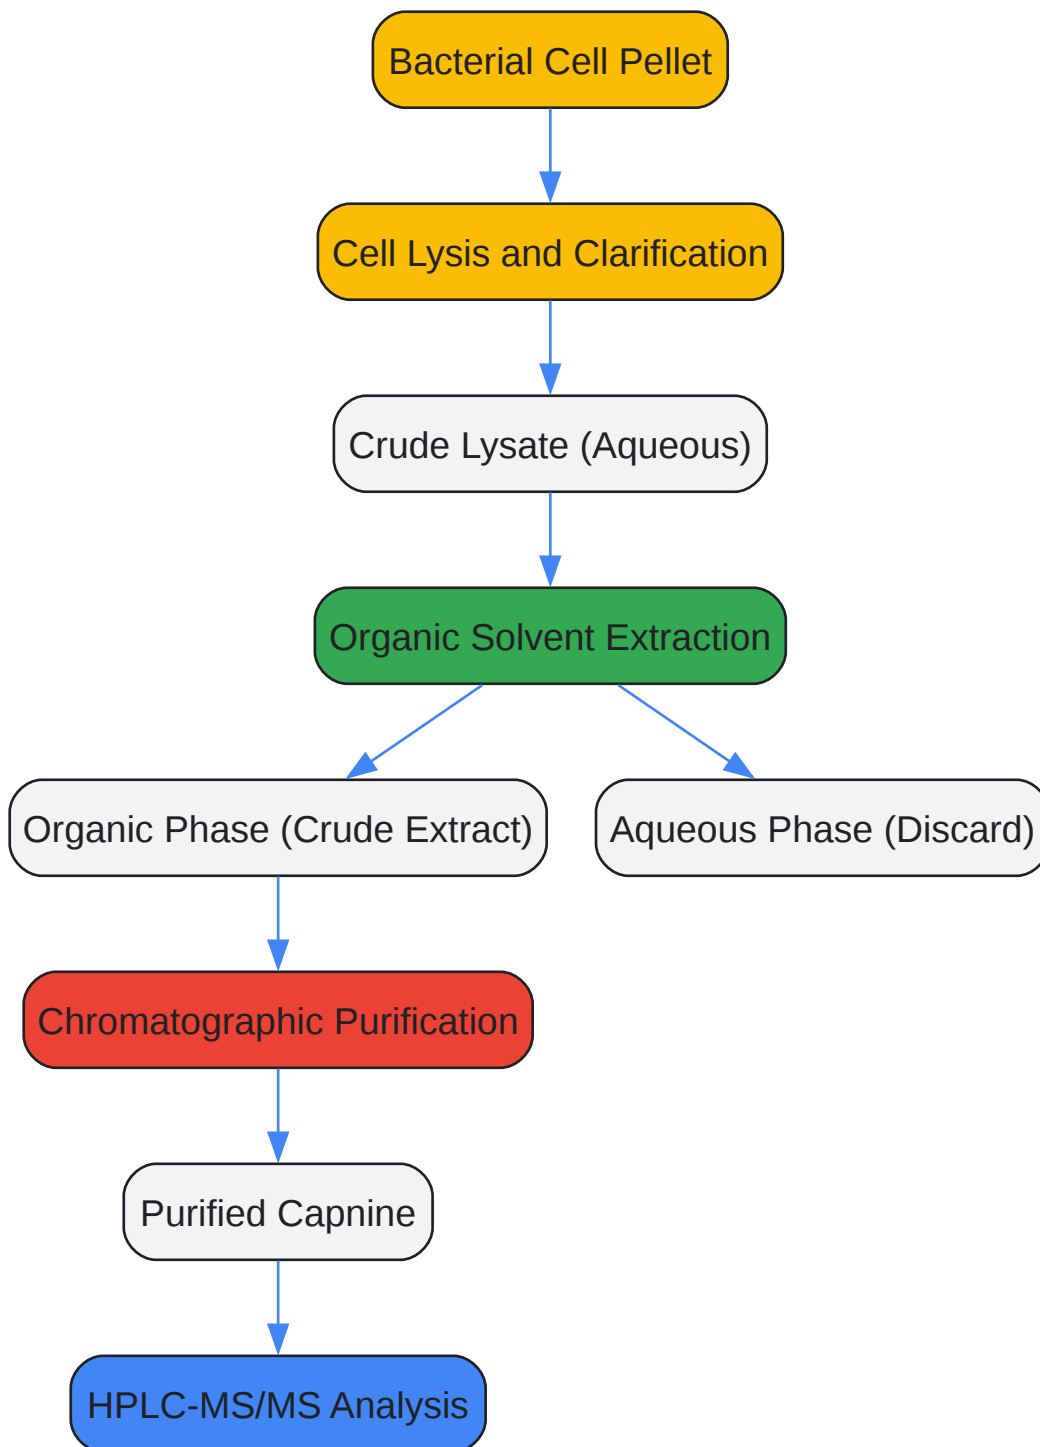 Bacterial Cell Pellet
Cell Lysis and Clarification
Crude Lysate (Aqueous)
Organic Solvent Extraction
Organic Phase (Crude Extract)
Aqueous Phase (Discard)
Chromatographic Purification
Purified Capnine
HPLC-MS/MS Analysis